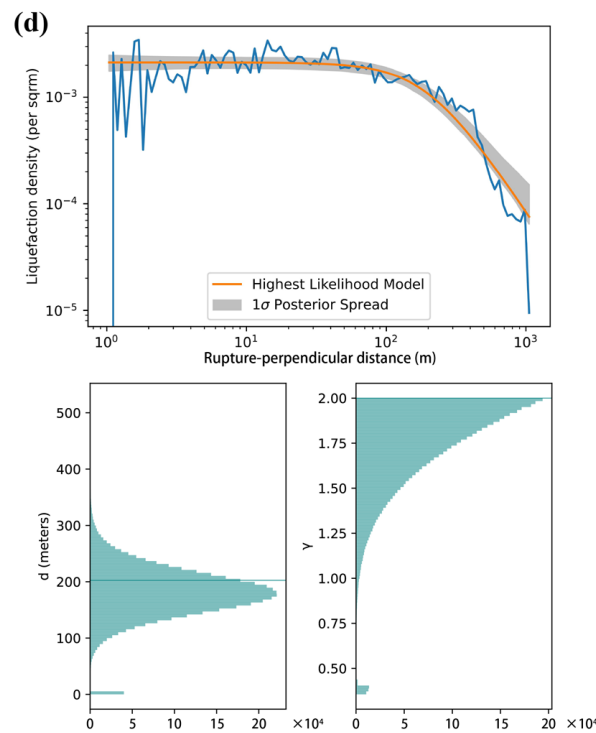 (d)
10⁻³
10⁻⁴
10⁻⁵
Liquefaction density (per sqrm)
Highest Likelihood Model
1σ Posterior Spread
10⁰ 10¹ 10² 10³
Rupture-perpendicular distance (m)
500
400
300
200
100
0
d (meters)
0 5 10 15 20 ×10⁴
2.00
1.75
1.50
1.25
1.00
0.75
0.50
γ
0 5 10 15 20 ×10⁴